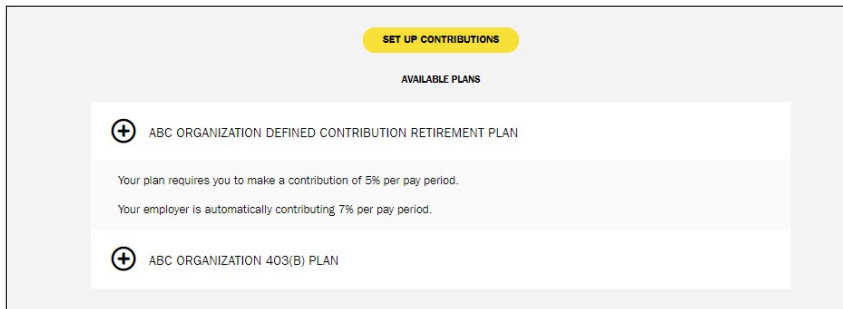 SET UP CONTRIBUTIONS
AVAILABLE PLANS
ABC ORGANIZATION DEFINED CONTRIBUTION RETIREMENT PLAN
Your plan requires you to make a contribution of 5% per pay period.
Your employer is automatically contributing 7% per pay period.
ABC ORGANIZATION 403(B) PLAN